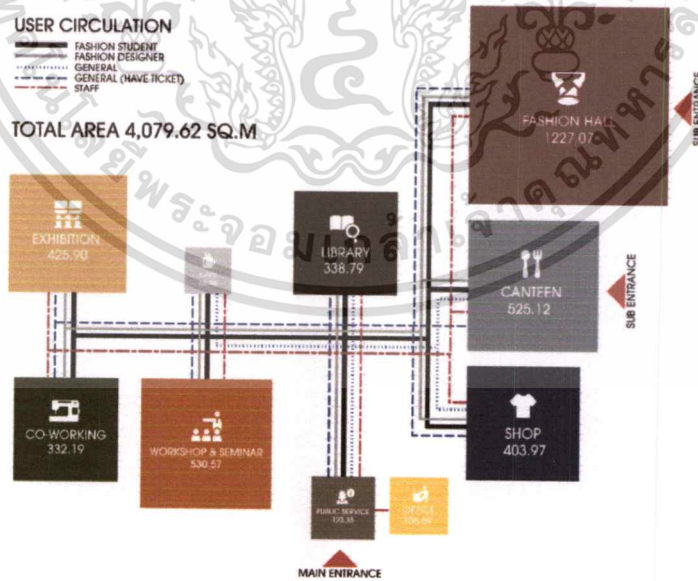 USER CIRCULATION
FASHION STUDENT
FASHION DESIGNER
GENERAL
GENERAL (HAVE TICKET)
STAFF
TOTAL AREA 4,079.62 SQ.M
FASHION HALL
1227.07
SUB ENTRANCE
EXHIBITION
425.90
LIBRARY
338.79
CANTEEN
525.12
SUB ENTRANCE
CO-WORKING
332.19
WORKSHOP & SEMINAR
530.57
SHOP
403.97
PUBLIC SERVICE
OFFICE
MAIN ENTRANCE